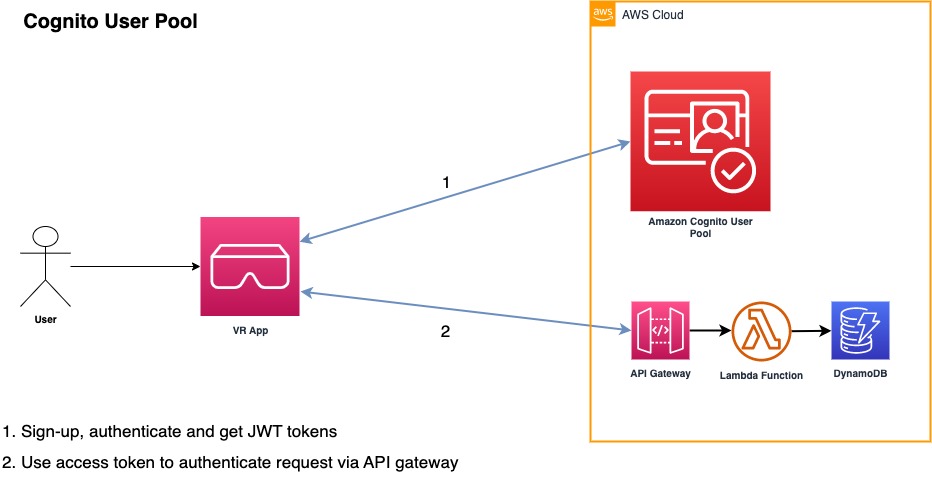 Cognito User Pool
aws
AWS Cloud
1
Amazon Cognito User
Pool
User
VR App
2
</>
API Gateway
Lambda Function
DynamoDB
1. Sign-up, authenticate and get JWT tokens
2. Use access token to authenticate request via API gateway